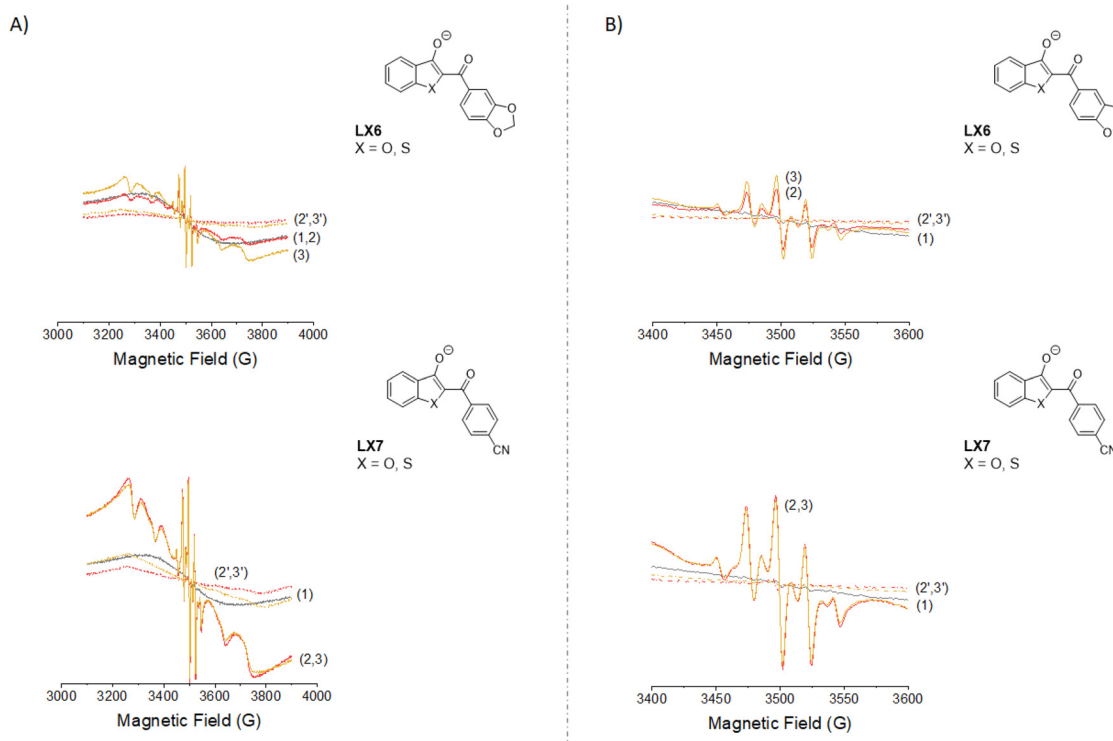 A)
B)
O⊖
O
X
O
O
LX6
X = O, S
(2',3')
(1,2)
(3)
3000 3200 3400 3600 3800 4000
Magnetic Field (G)
O⊖
O
X
O
LX6
X = O, S
(3)
(2)
(2',3')
(1)
3400 3450 3500 3550 3600
Magnetic Field (G)
O⊖
O
X
CN
LX7
X = O, S
(2',3')
(1)
(2,3)
3000 3200 3400 3600 3800 4000
Magnetic Field (G)
O⊖
O
X
CN
LX7
X = O, S
(2,3)
(2',3')
(1)
3400 3450 3500 3550 3600
Magnetic Field (G)